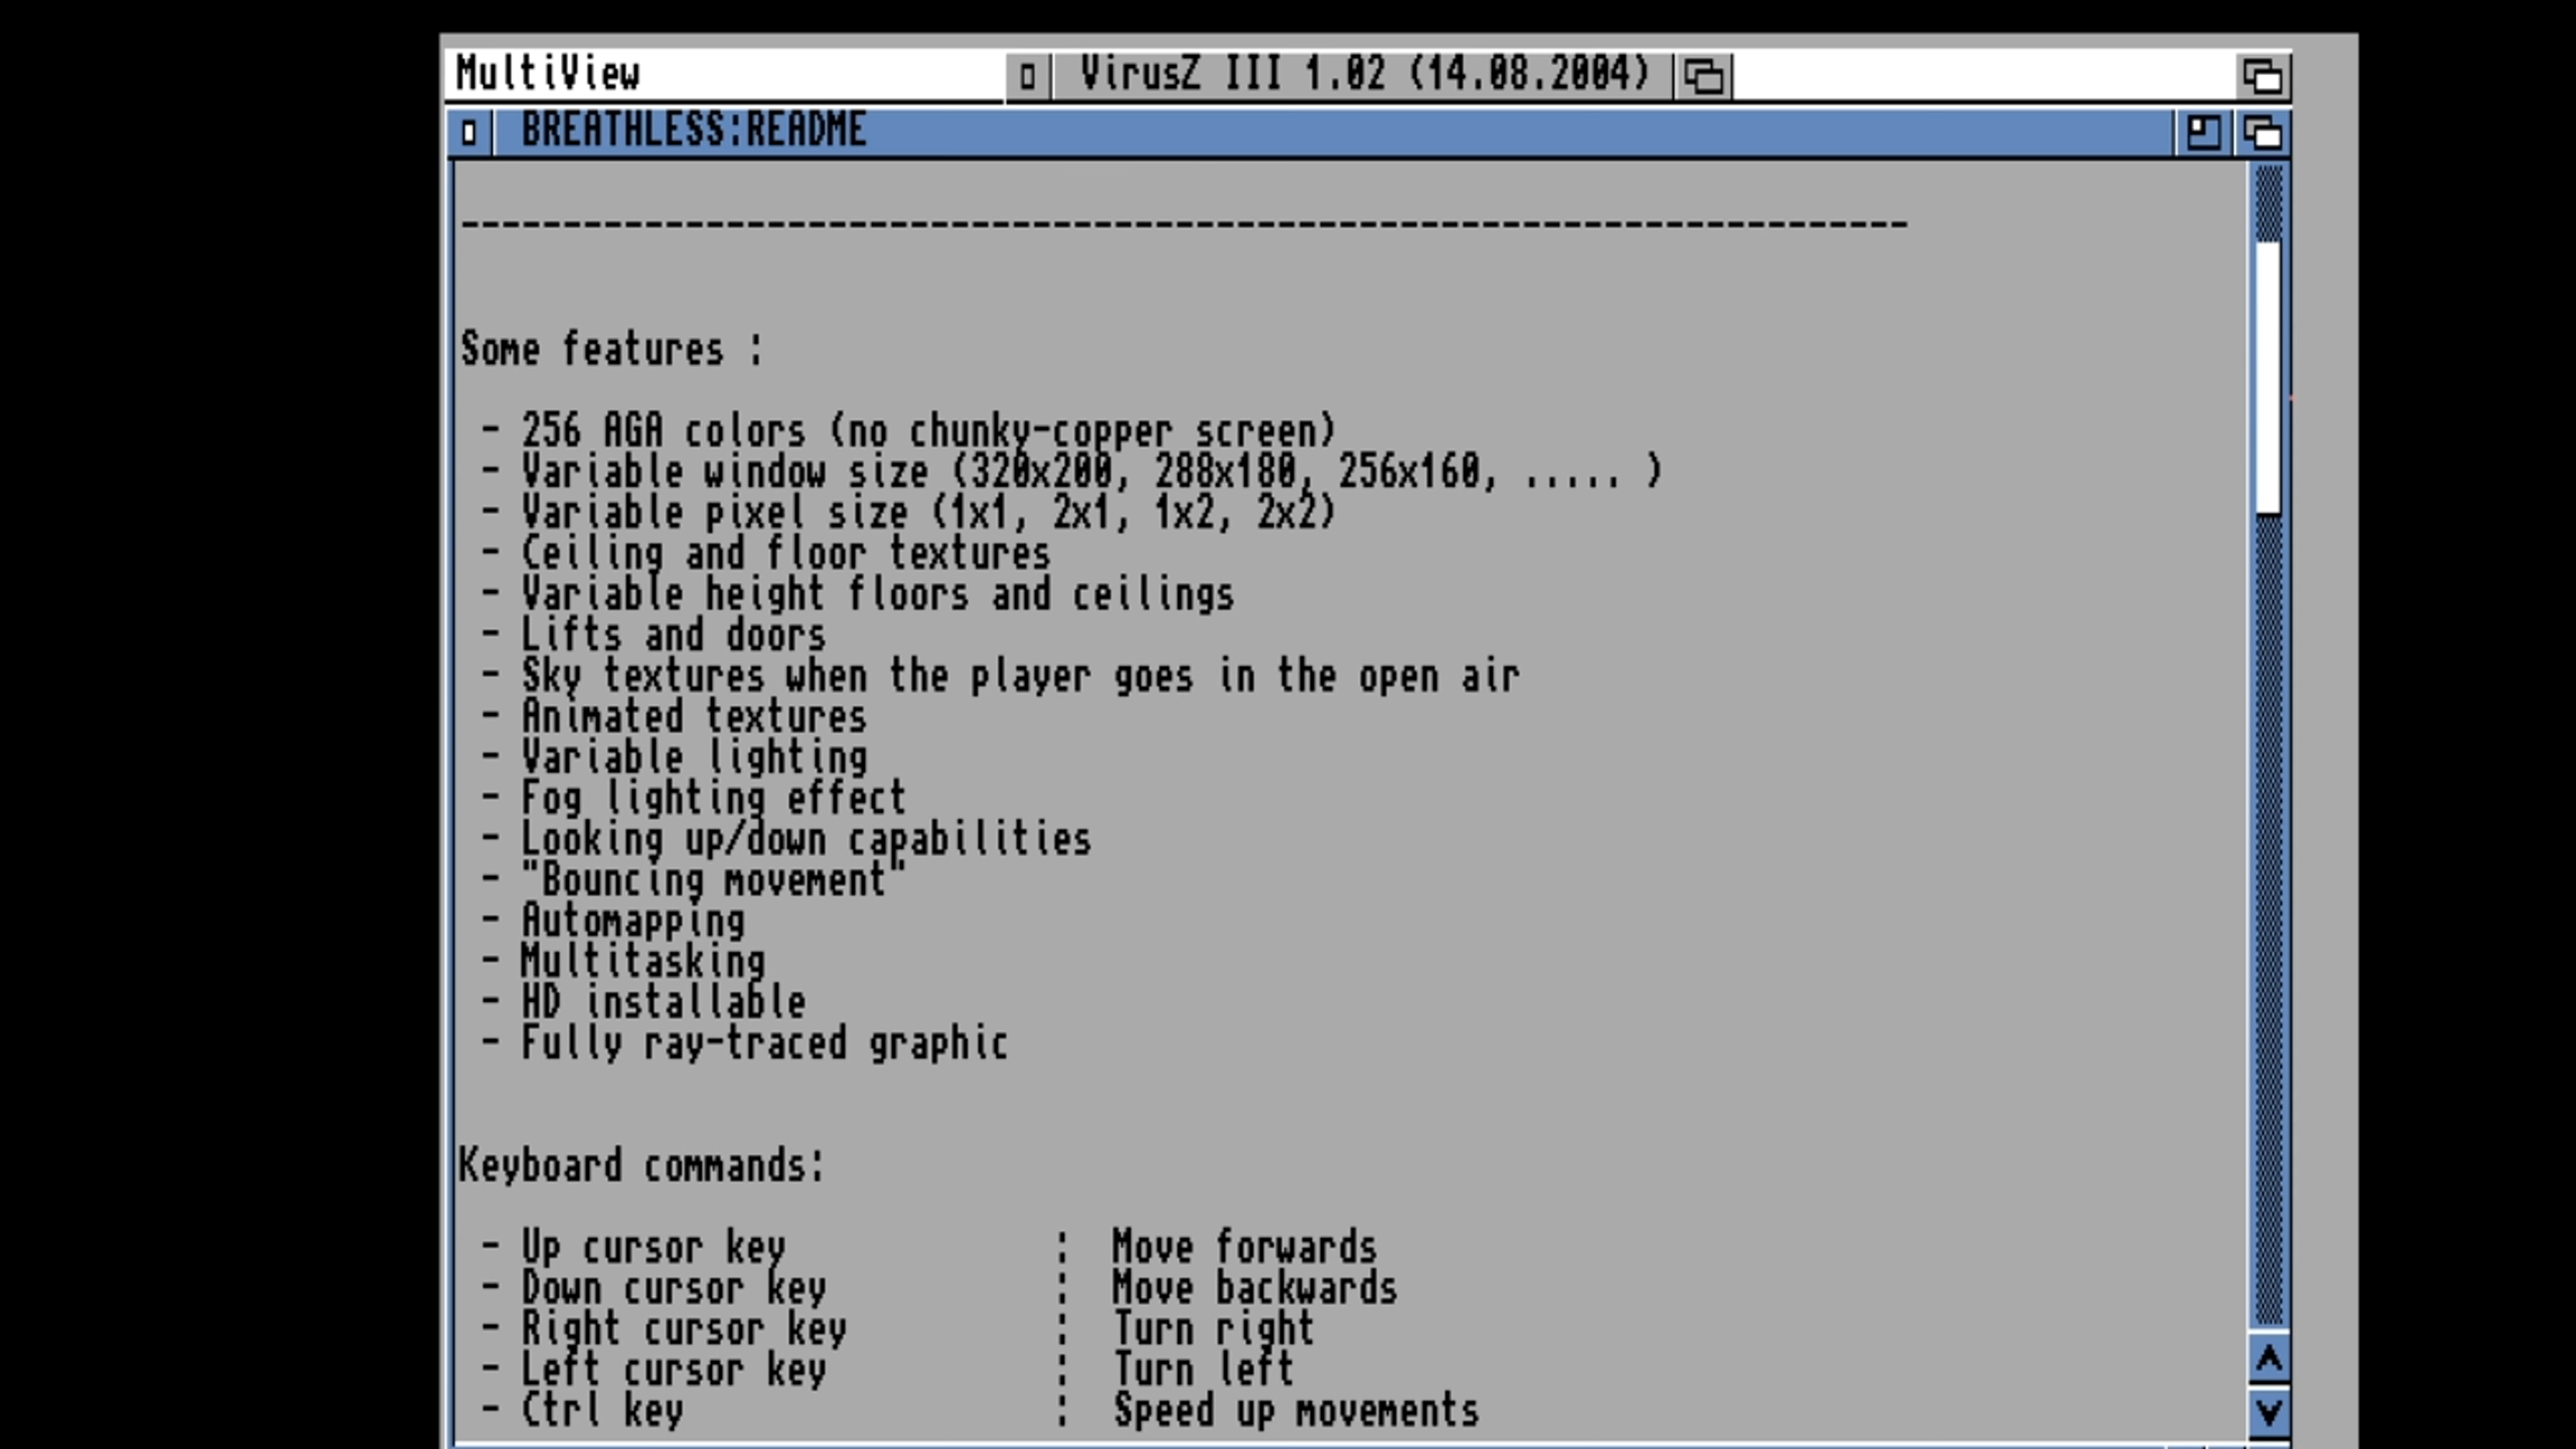 MultiView VirusZ III 1.02 (14.08.2004)
BREATHLESS:README
-----------------------------------------------------------------------
Some features :
- 256 AGA colors (no chunky-copper screen)
- Variable window size (320x200, 288x180, 256x160, ..... )
- Variable pixel size (1x1, 2x1, 1x2, 2x2)
- Ceiling and floor textures
- Variable height floors and ceilings
- Lifts and doors
- Sky textures when the player goes in the open air
- Animated textures
- Variable lighting
- Fog lighting effect
- Looking up/down capabilities
- "Bouncing movement"
- Automapping
- Multitasking
- HD installable
- Fully ray-traced graphic
Keyboard commands:
- Up cursor key : Move forwards
- Down cursor key : Move backwards
- Right cursor key : Turn right
- Left cursor key : Turn left
- Ctrl key : Speed up movements